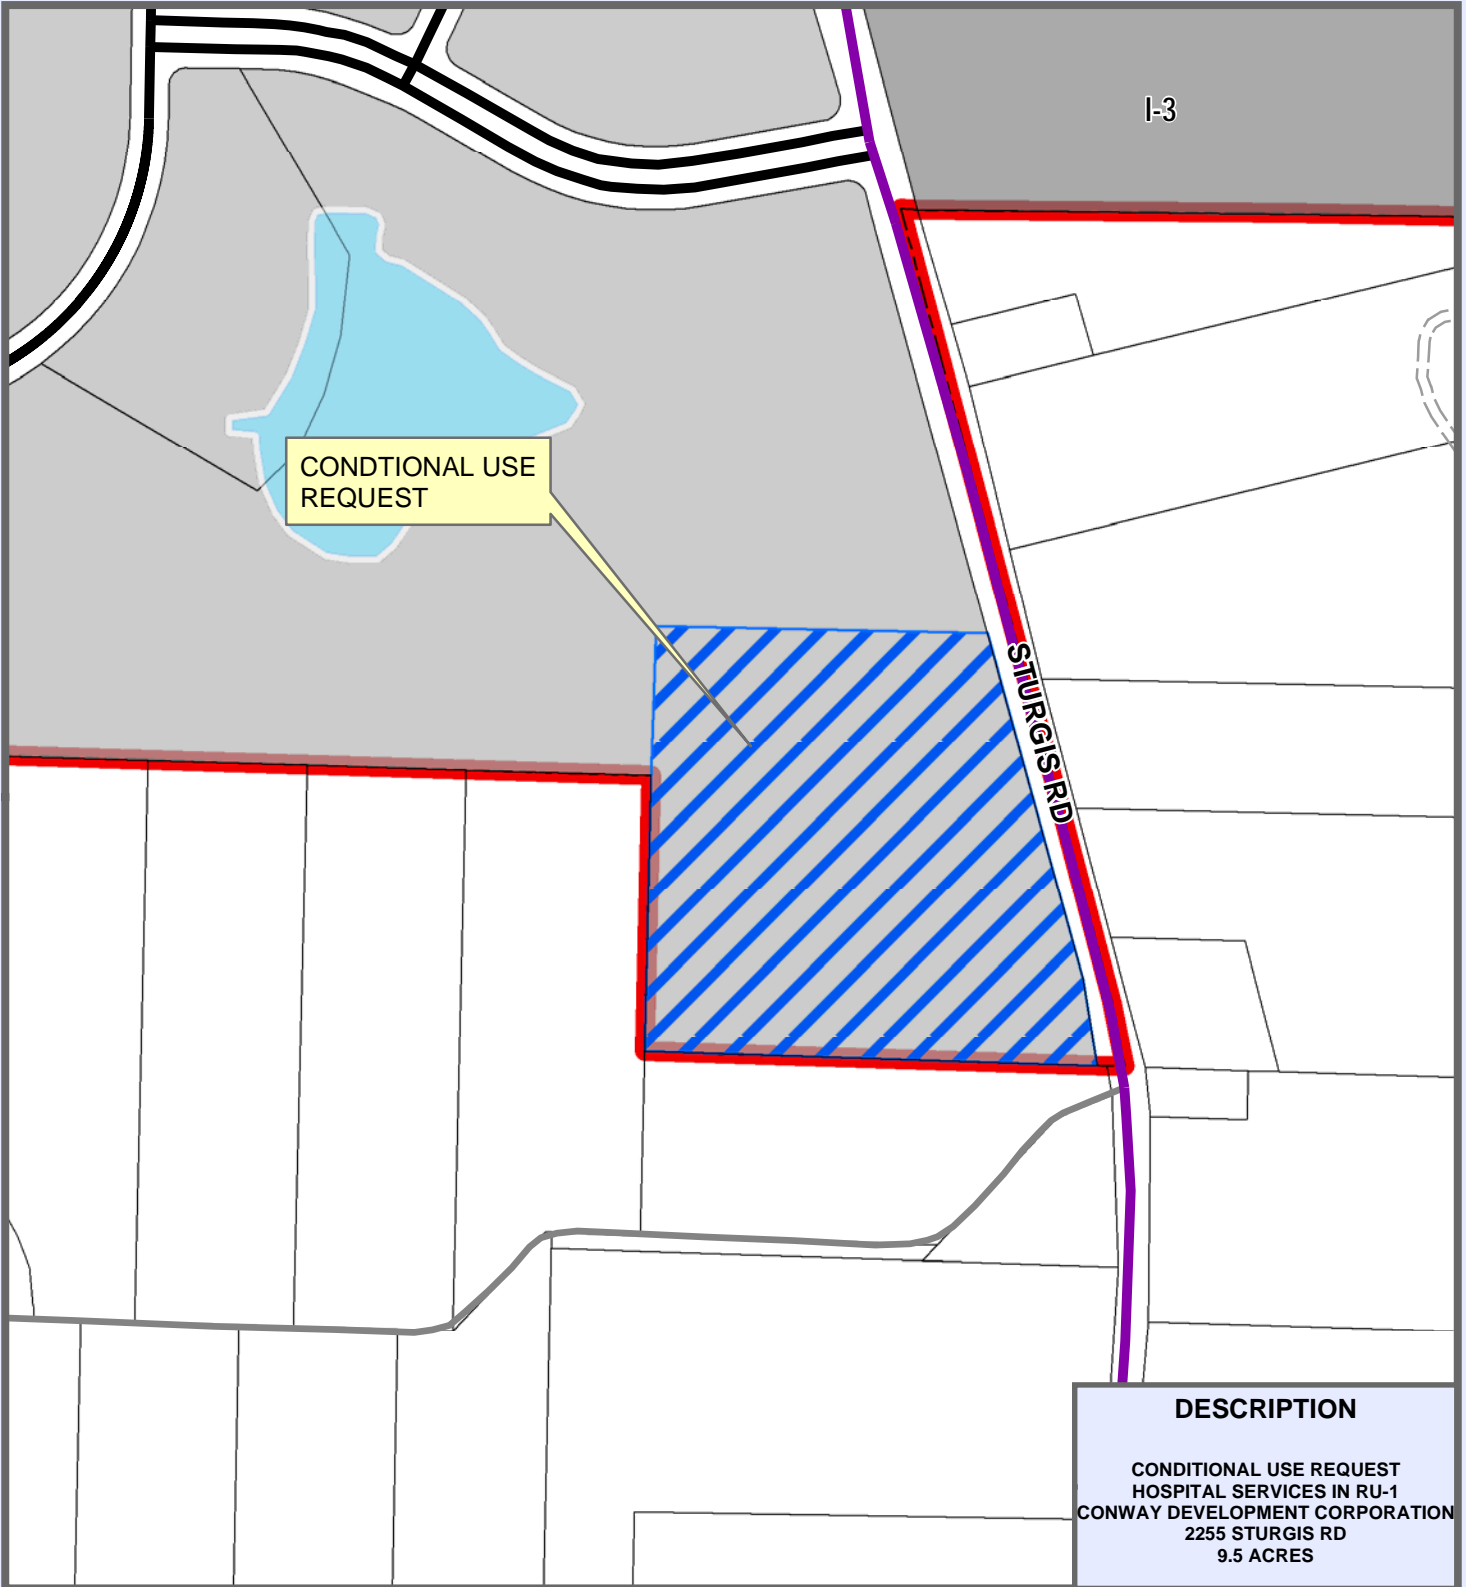 I-3
CONDTIONAL USE
REQUEST
STURGIS RD
DESCRIPTION
CONDITIONAL USE REQUEST
HOSPITAL SERVICES IN RU-1
CONWAY DEVELOPMENT CORPORATION
2255 STURGIS RD
9.5 ACRES